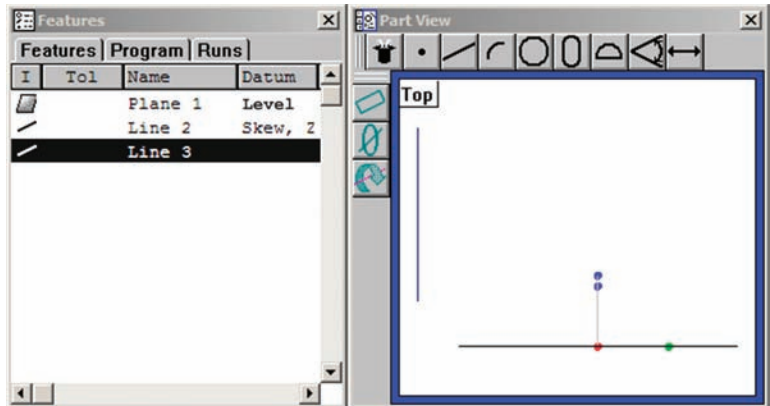 Features
Features Program Runs
I Tol Name Datum
Plane 1 Level
Line 2 Skew, Z
Line 3
Part View
Top